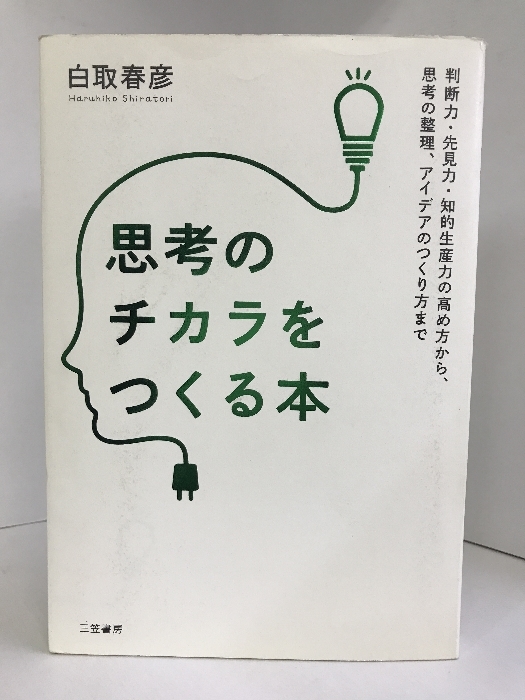 白取春彦
Haruhiko Shiratori
判断力・先見力・知的生産力の高め方から、
思考の整理、アイデアのつくり方まで
思考の
チカラを
つくる本
三笠書房